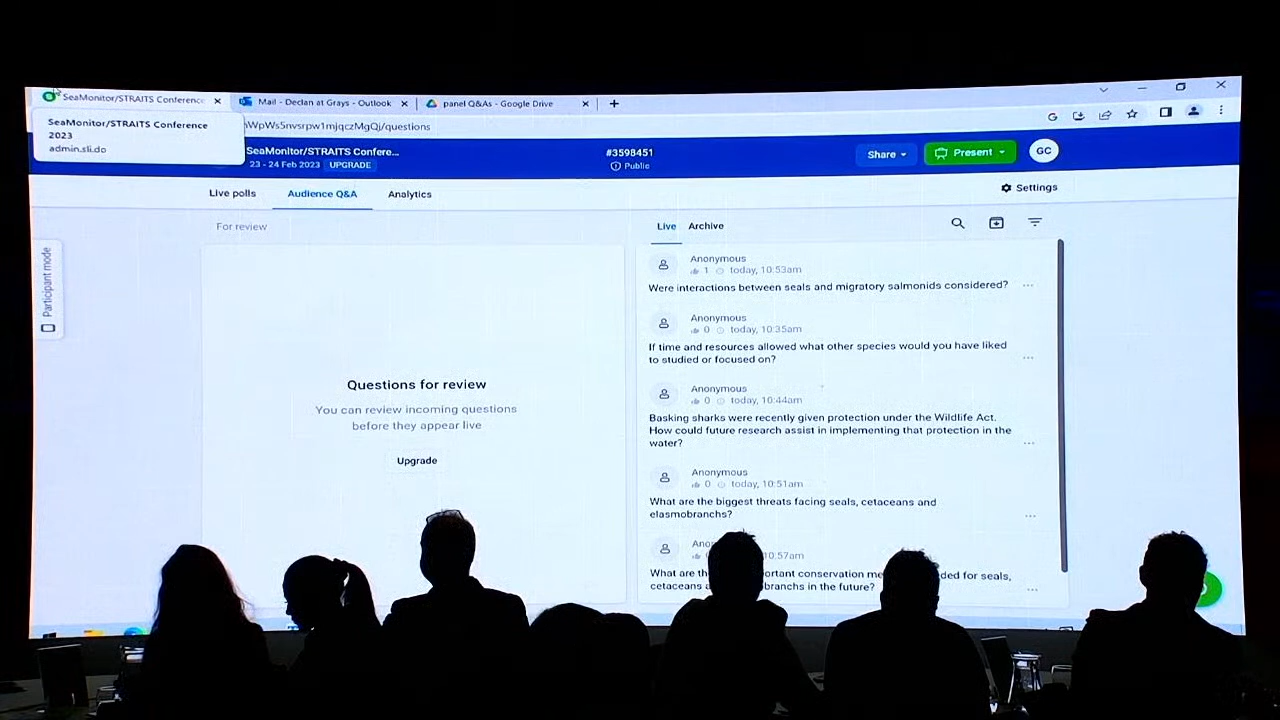 SeaMonitor/STRAITS Conference
Mail - Declan at Grays - Outlook
panel Q&As - Google Drive
SeaMonitor/STRAITS Conference
2023
admin.sli.do
WpWs5nvsrpw1mjqczMgQj/questions
SeaMonitor/STRAITS Confere...
23 - 24 Feb 2023 UPGRADE
#3598451
Public
Share
Present
GC
Live polls
Audience Q&A
Analytics
Settings
For review
Live
Archive
Participant mode
Questions for review
You can review incoming questions
before they appear live
Upgrade
Anonymous
1 today, 10:53am
Were interactions between seals and migratory salmonids considered?
Anonymous
0 today, 10:35am
If time and resources allowed what other species would you have liked
to studied or focused on?
Anonymous
0 today, 10:44am
Basking sharks were recently given protection under the Wildlife Act.
How could future research assist in implementing that protection in the
water?
Anonymous
0 today, 10:51am
What are the biggest threats facing seals, cetaceans and
elasmobranchs?
10:57am
What are the for seals,
cetaceans in the future?